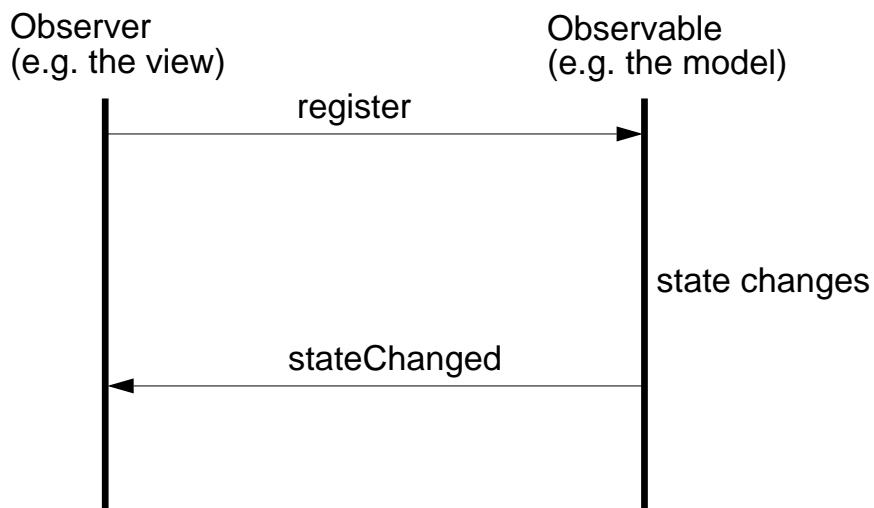 Observer
(e.g. the view)
Observable
(e.g. the model)
register
state changes
stateChanged